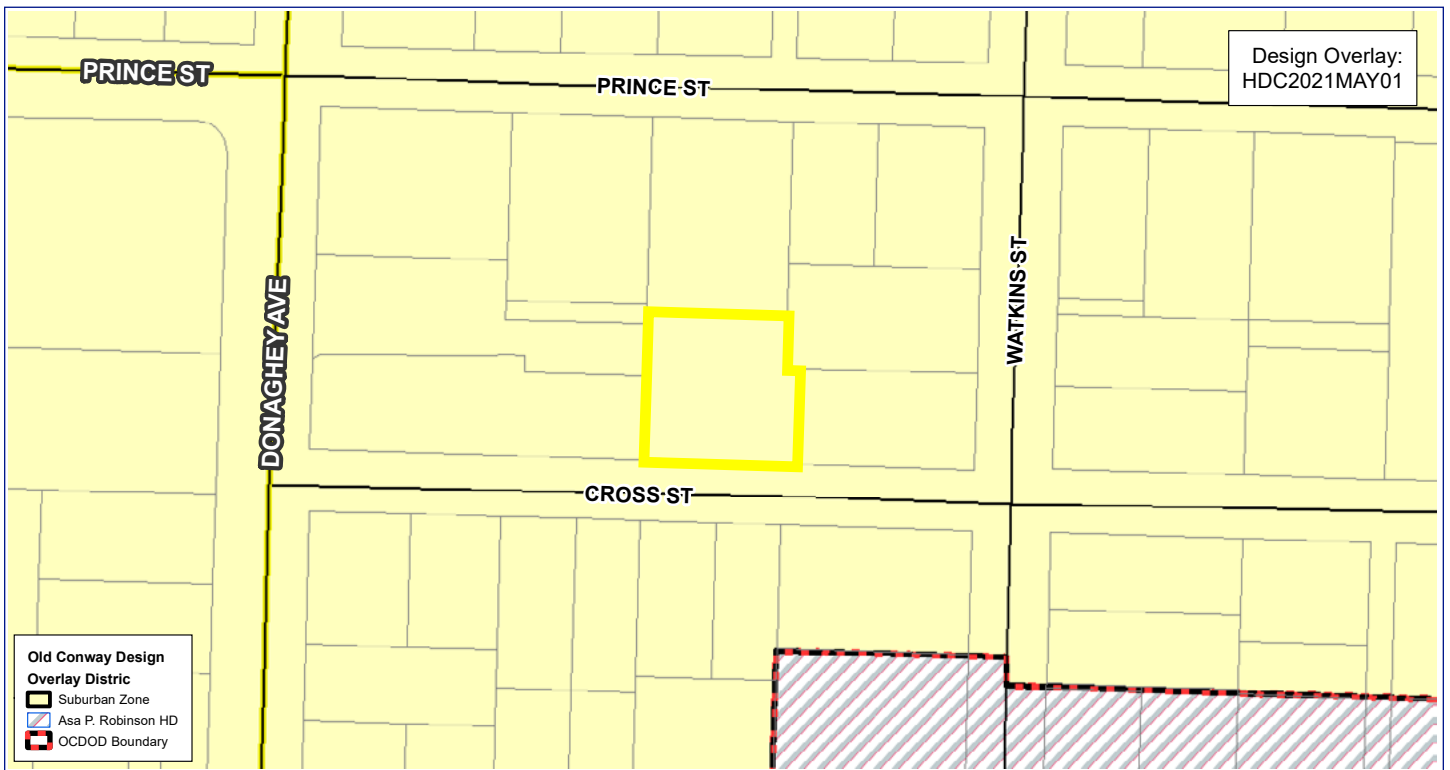 Design Overlay:
HDC2021MAY01
PRINCE ST
PRINCE ST
DONAGHEY AVE
WATKINS ST
CROSS ST
Old Conway Design
Overlay Distric
Suburban Zone
Asa P. Robinson HD
OCDOD Boundary